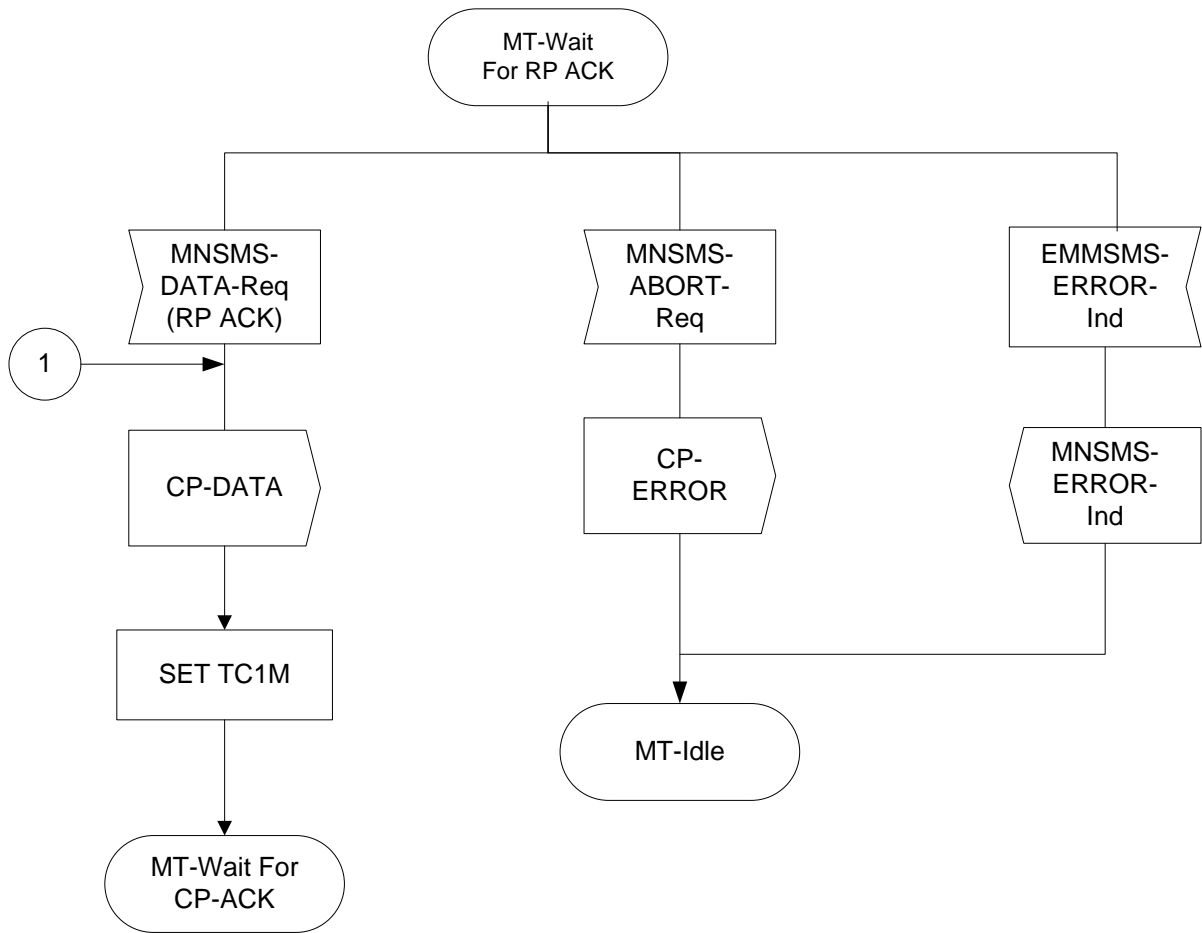 MT-Wait
For RP ACK
MNSMS-
DATA-Req
(RP ACK)
MNSMS-
ABORT-
Req
EMMSMS-
ERROR-
Ind
1
CP-DATA
CP-
ERROR
MNSMS-
ERROR-
Ind
SET TC1M
MT-Idle
MT-Wait For
CP-ACK